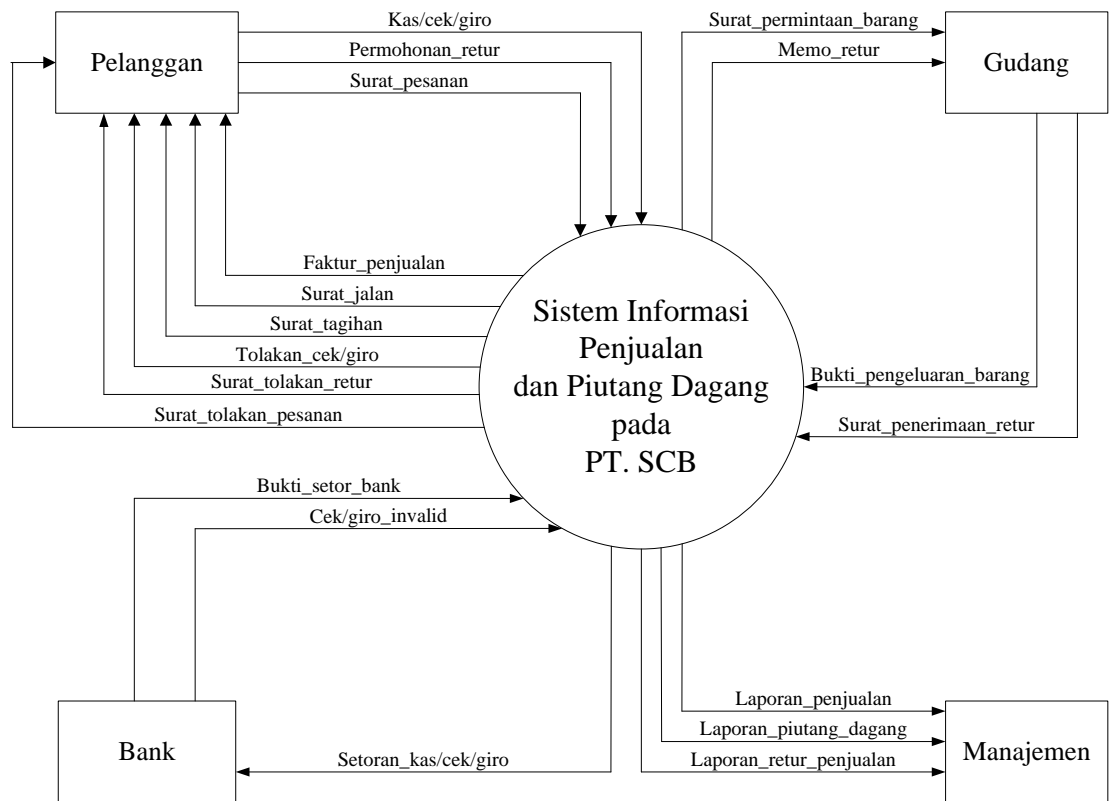 Kas/cek/giro
Permohonan_retur
Surat_pesanan
Pelanggan
Surat_permintaan_barang
Memo_retur
Gudang
Faktur_penjualan
Surat_jalan
Surat_tagihan
Tolakan_cek/giro
Surat_tolakan_retur
Surat_tolakan_pesanan
Sistem Informasi
Penjualan
dan Piutang Dagang
pada
PT. SCB
Bukti_pengeluaran_barang
Surat_penerimaan_retur
Bukti_setor_bank
Cek/giro_invalid
Bank
Setoran_kas/cek/giro
Laporan_penjualan
Laporan_piutang_dagang
Laporan_retur_penjualan
Manajemen